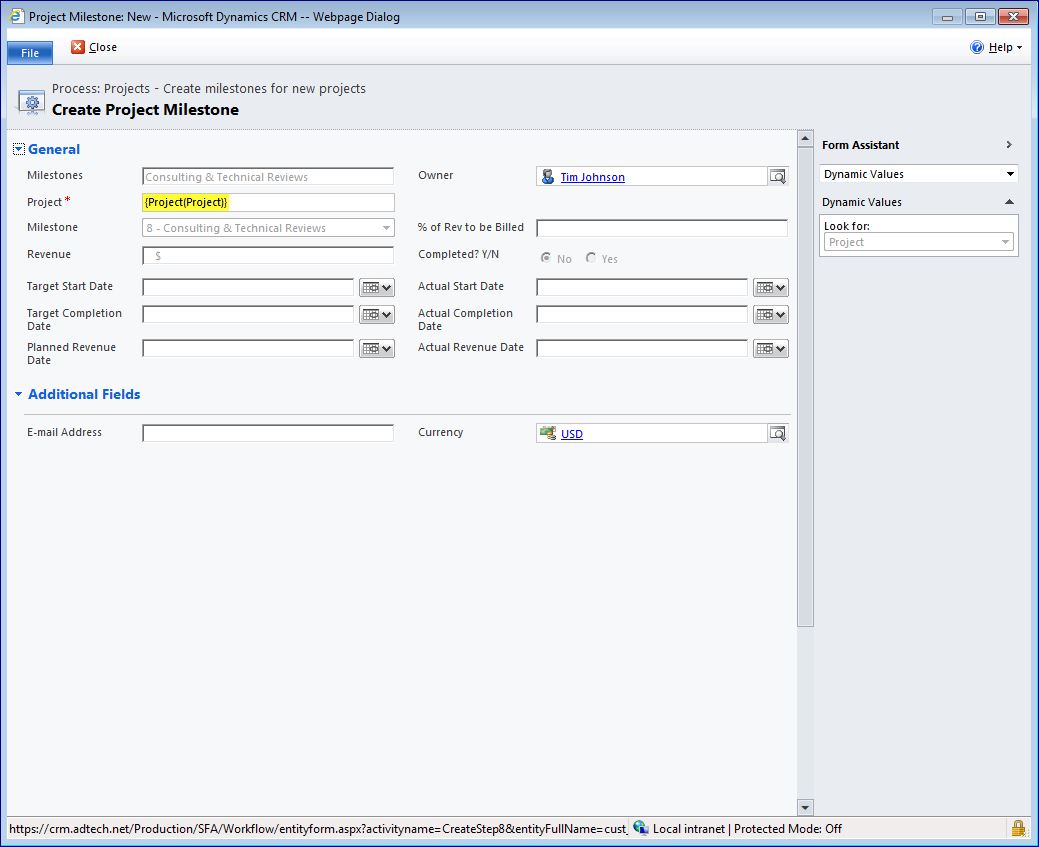 Project Milestone: New - Microsoft Dynamics CRM -- Webpage Dialog
File
Close
Help
Process: Projects - Create milestones for new projects
Create Project Milestone
General
Milestones
Consulting & Technical Reviews
Owner
Tim Johnson
Project *
{Project(Project)}
Milestone
8 - Consulting & Technical Reviews
% of Rev to be Billed
Revenue
$
Completed? Y/N
No
Yes
Target Start Date
Actual Start Date
Target Completion
Date
Actual Completion
Date
Planned Revenue
Date
Actual Revenue Date
Additional Fields
E-mail Address
Currency
USD
Form Assistant
Dynamic Values
Dynamic Values
Look for:
Project
https://crm.adtech.net/Production/SFA/Workflow/entityform.aspx?activityname=CreateStep8&entityFullName=cust_
Local intranet | Protected Mode: Off